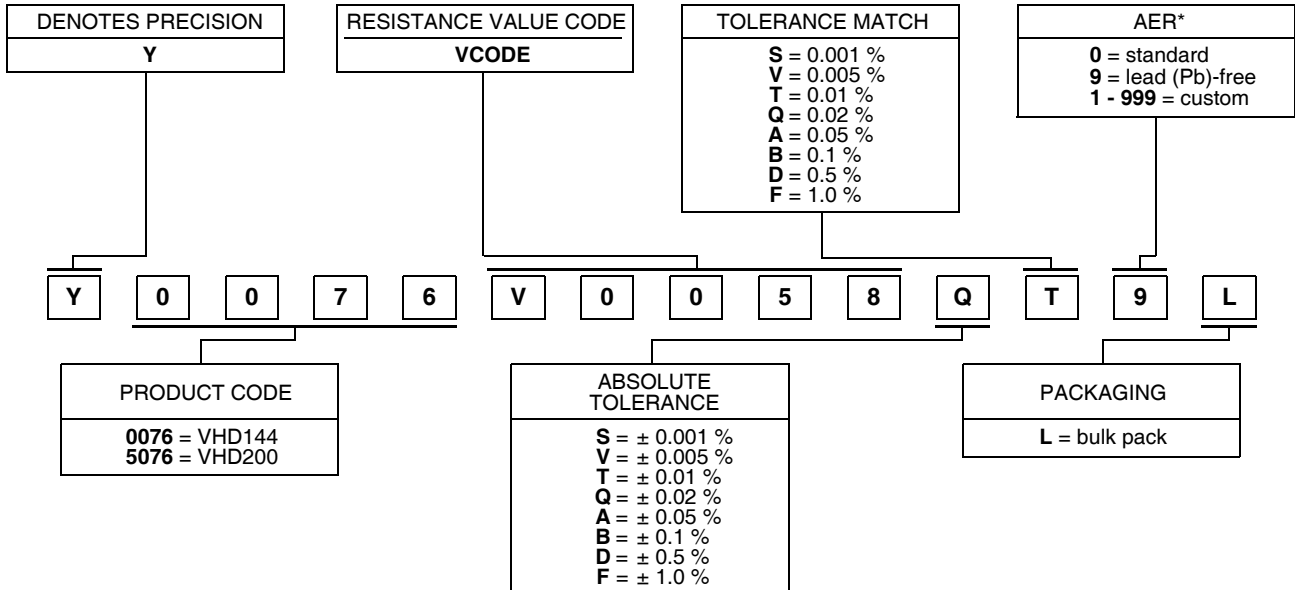 DENOTES PRECISION
Y
RESISTANCE VALUE CODE
VCODE
TOLERANCE MATCH
S = 0.001 %
V = 0.005 %
T = 0.01 %
Q = 0.02 %
A = 0.05 %
B = 0.1 %
D = 0.5 %
F = 1.0 %
AER*
0 = standard
9 = lead (Pb)-free
1 - 999 = custom
Y 0 0 7 6 V 0 0 5 8 Q T 9 L
PRODUCT CODE
0076 = VHD144
5076 = VHD200
ABSOLUTE
TOLERANCE
S = ± 0.001 %
V = ± 0.005 %
T = ± 0.01 %
Q = ± 0.02 %
A = ± 0.05 %
B = ± 0.1 %
D = ± 0.5 %
F = ± 1.0 %
PACKAGING
L = bulk pack